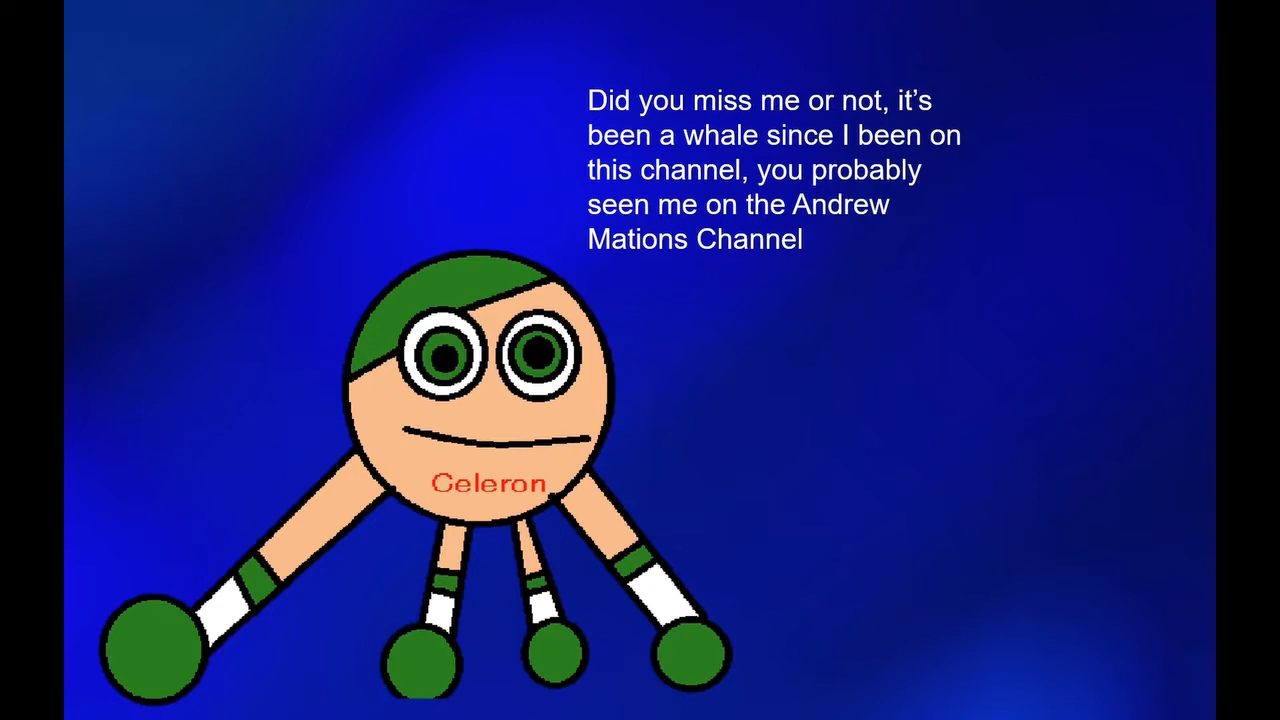 Did you miss me or not, it’s
been a whale since I been on
this channel, you probably
seen me on the Andrew
Mations Channel
Celeron